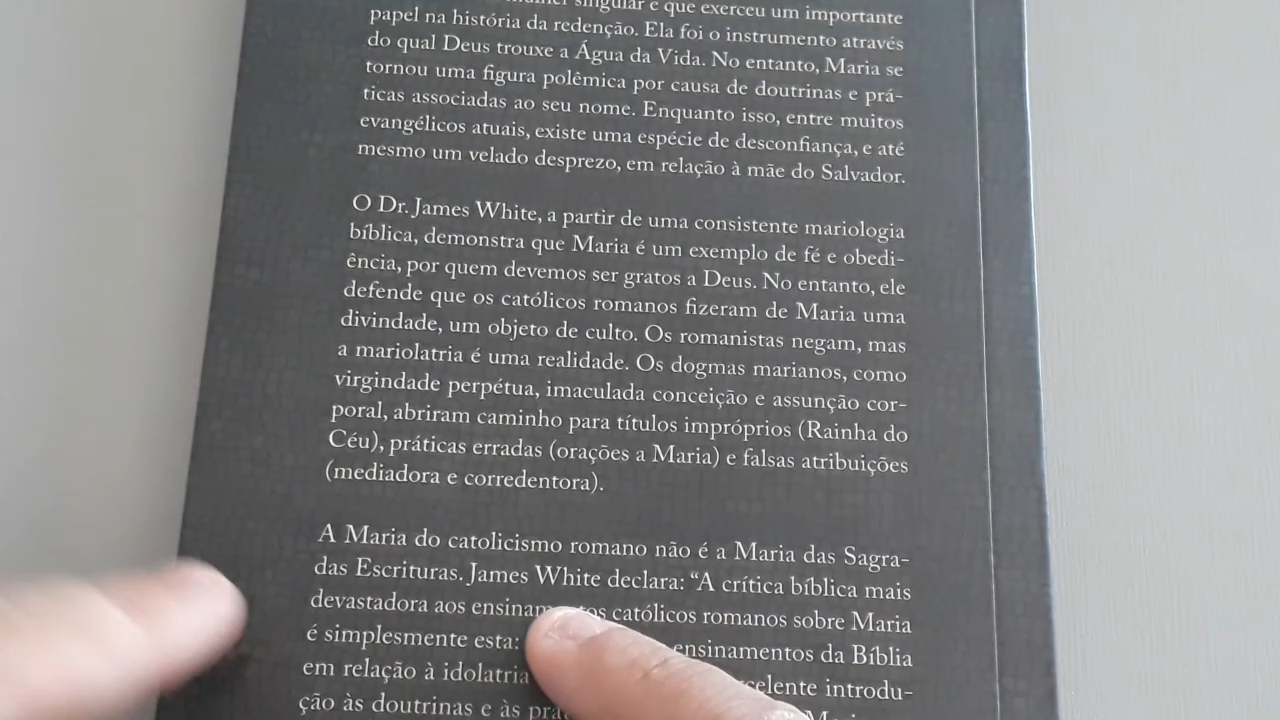 singular e que exerceu um importante
papel na história da redenção. Ela foi o instrumento através
do qual Deus trouxe a Água da Vida. No entanto, Maria se
tornou uma figura polêmica por causa de doutrinas e prá-
ticas associadas ao seu nome. Enquanto isso, entre muitos
evangélicos atuais, existe uma espécie de desconfiança, e até
mesmo um velado desprezo, em relação à mãe do Salvador.
O Dr. James White, a partir de uma consistente mariologia
bíblica, demonstra que Maria é um exemplo de fé e obedi-
ência, por quem devemos ser gratos a Deus. No entanto, ele
defende que os católicos romanos fizeram de Maria uma
divindade, um objeto de culto. Os romanistas negam, mas
a mariolatria é uma realidade. Os dogmas marianos, como
virgindade perpétua, imaculada conceição e assunção cor-
poral, abriram caminho para títulos impróprios (Rainha do
Céu), práticas erradas (orações a Maria) e falsas atribuições
(mediadora e corredentora).
A Maria do catolicismo romano não é a Maria das Sagra-
das Escrituras. James White declara: “A crítica bíblica mais
devastadora aos ensinamentos católicos romanos sobre Maria
é simplesmente esta: ensinamentos da Bíblia
em relação à idolatria introdu-
ção às doutrinas e às